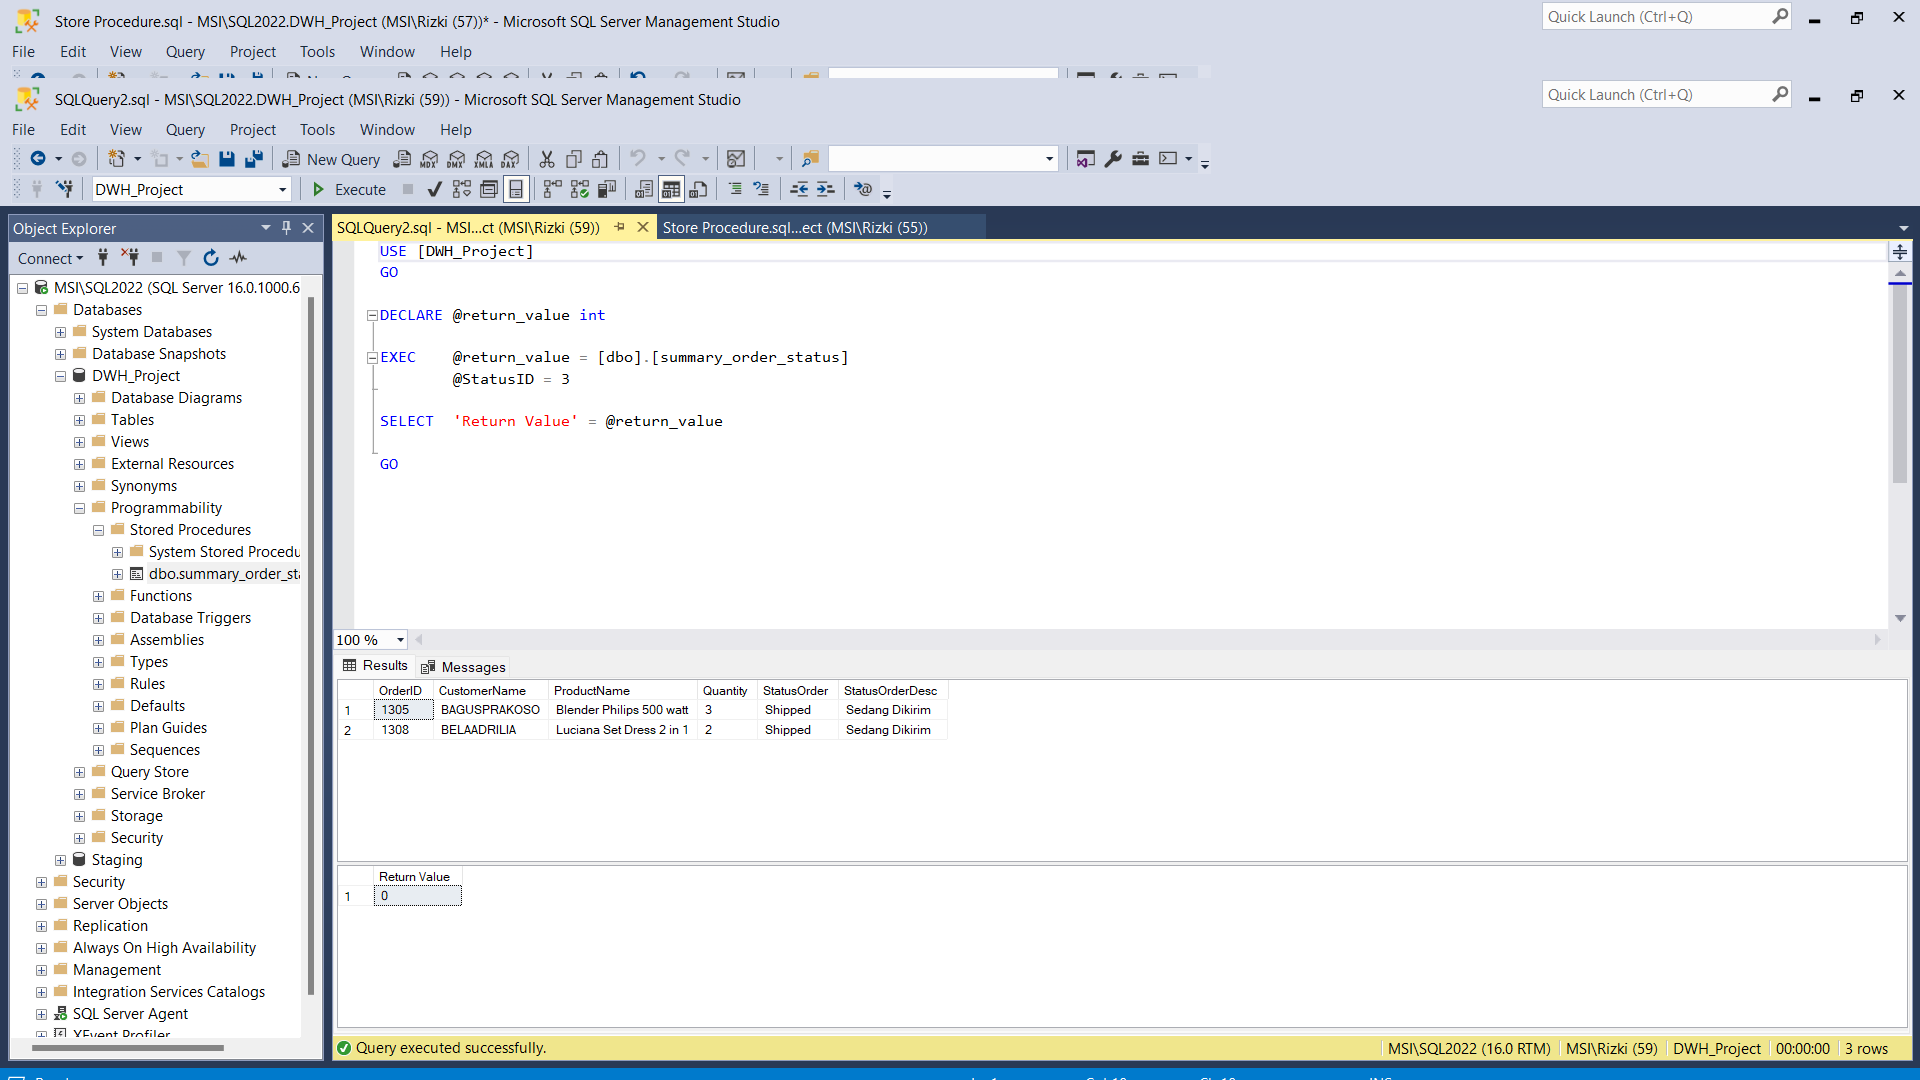 Store Procedure.sql - MSI\SQL2022.DWH_Project (MSI\Rizki (57))* - Microsoft SQL Server Management Studio
Quick Launch (Ctrl+Q)
File Edit View Query Project Tools Window Help
SQLQuery2.sql - MSI\SQL2022.DWH_Project (MSI\Rizki (59)) - Microsoft SQL Server Management Studio
Quick Launch (Ctrl+Q)
File Edit View Query Project Tools Window Help
New Query
MDX DMX XMLA DAX
DWH_Project
Execute
Object Explorer
Connect
MSI\SQL2022 (SQL Server 16.0.1000.6
Databases
System Databases
Database Snapshots
DWH_Project
Database Diagrams
Tables
Views
External Resources
Synonyms
Programmability
Stored Procedures
System Stored Procedu
dbo.summary_order_sta
Functions
Database Triggers
Assemblies
Types
Rules
Defaults
Plan Guides
Sequences
Query Store
Service Broker
Storage
Security
Staging
Security
Server Objects
Replication
Always On High Availability
Management
Integration Services Catalogs
SQL Server Agent
XEvent Profiler
SQLQuery2.sql - MSI...ct (MSI\Rizki (59))
Store Procedure.sql...ect (MSI\Rizki (55))
USE [DWH_Project]
GO
DECLARE @return_value int
EXEC @return_value = [dbo].[summary_order_status]
@StatusID = 3
SELECT 'Return Value' = @return_value
GO
100 %
Results Messages
OrderID CustomerName ProductName Quantity StatusOrder StatusOrderDesc
1 1305 BAGUSPRAKOSO Blender Philips 500 watt 3 Shipped Sedang Dikirim
2 1308 BELAADRILIA Luciana Set Dress 2 in 1 2 Shipped Sedang Dikirim
Return Value
1 0
Query executed successfully.
MSI\SQL2022 (16.0 RTM) MSI\Rizki (59) DWH_Project 00:00:00 3 rows